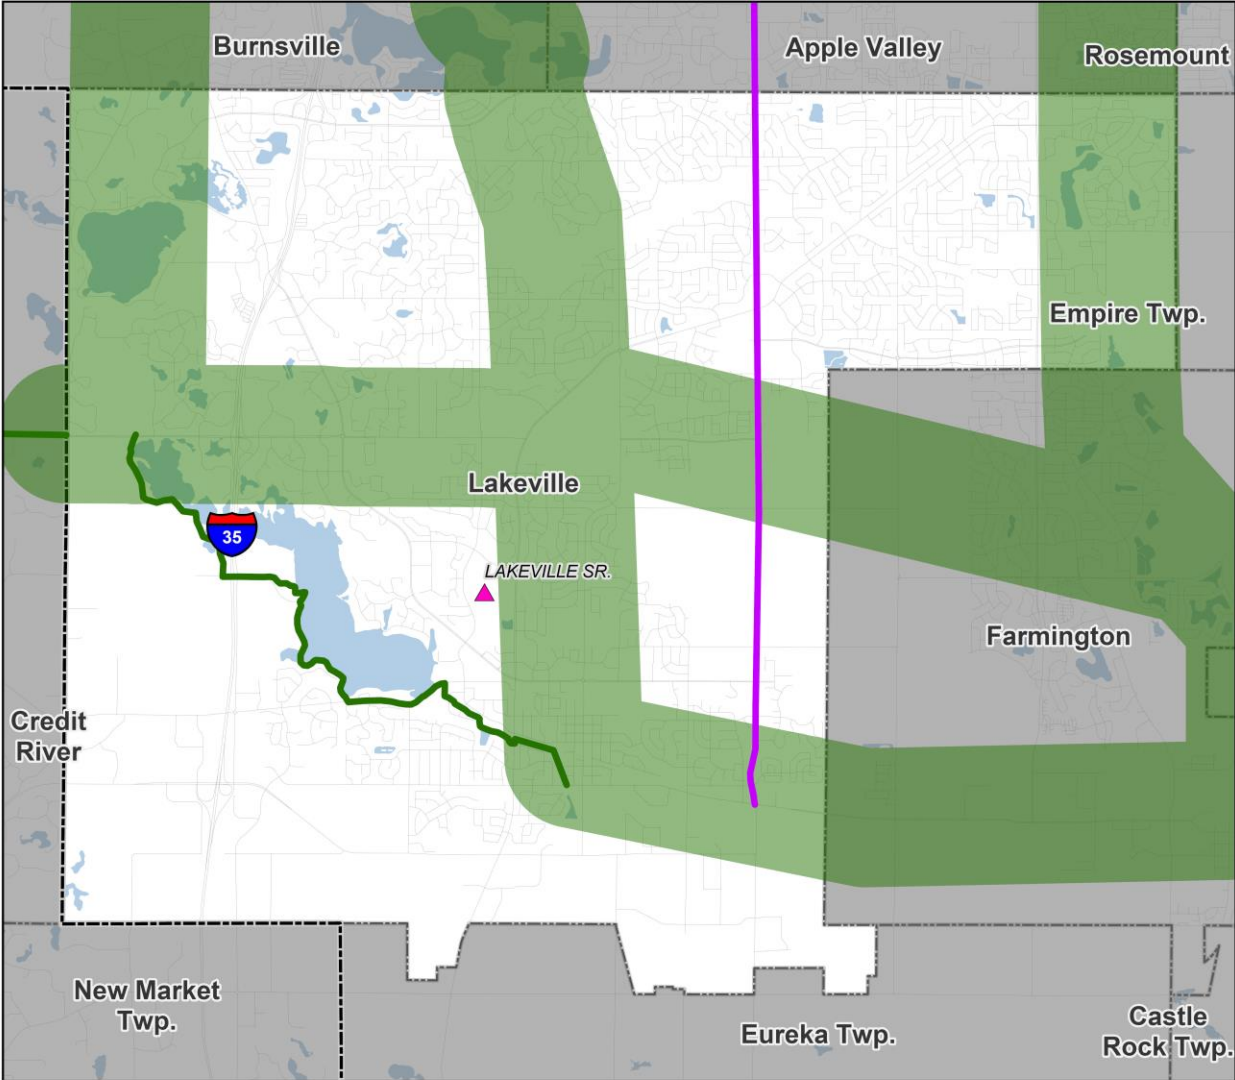 Burnsville
Apple Valley
Rosemount
Empire Twp.
Lakeville
35
LAKEVILLE SR.
Farmington
Credit
River
New Market
Twp.
Eureka Twp.
Castle
Rock Twp.